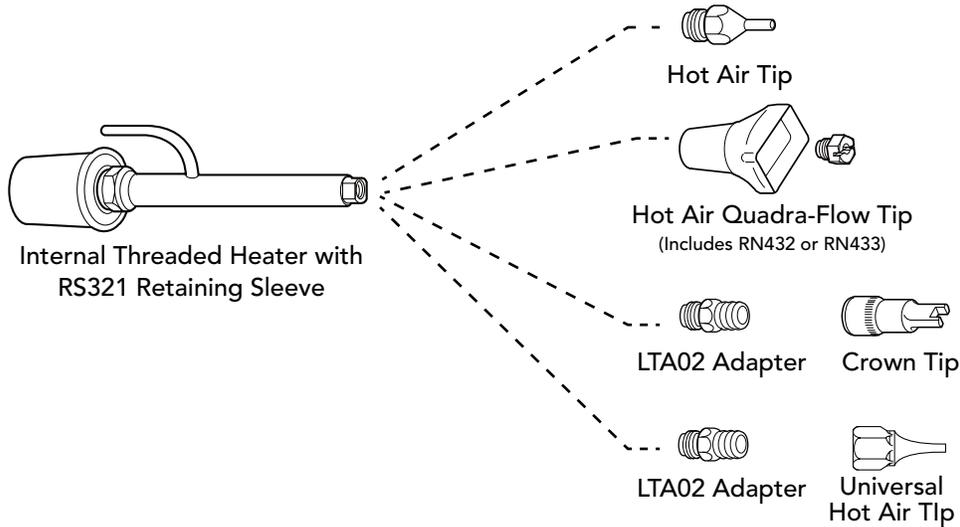 Hot Air Tip
Hot Air Quadra-Flow Tip
(Includes RN432 or RN433)
Internal Threaded Heater with
RS321 Retaining Sleeve
LTA02 Adapter
Crown Tip
LTA02 Adapter
Universal
Hot Air TIp